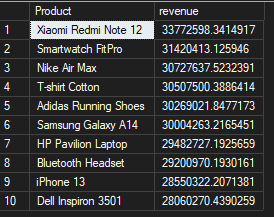 Product revenue
1 Xiaomi Redmi Note 12 33772598.3414917
2 Smartwatch FitPro 31420413.125946
3 Nike Air Max 30727637.5232391
4 T-shirt Cotton 30507500.3886414
5 Adidas Running Shoes 30269021.8477173
6 Samsung Galaxy A14 30004263.2165451
7 HP Pavilion Laptop 29482727.1925659
8 Bluetooth Headset 29200970.1930161
9 iPhone 13 28550322.2071381
10 Dell Inspiron 3501 28060270.4390259